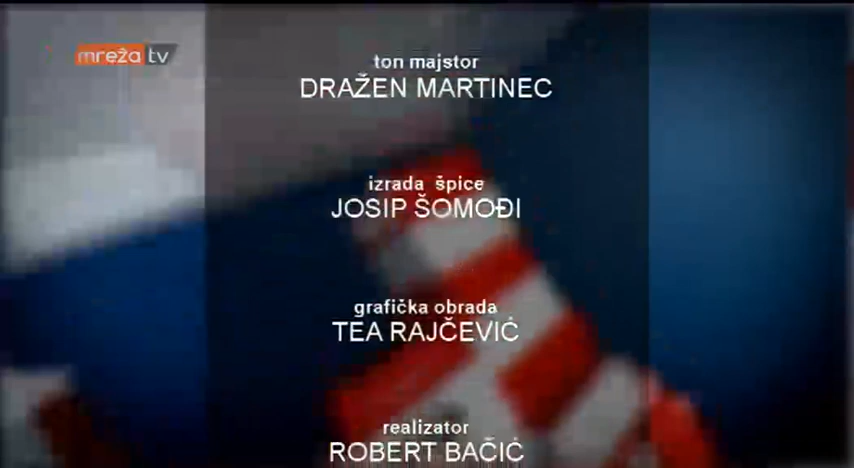 mreža tv
ton majstor
DRAŽEN MARTINEC
izrada špice
JOSIP ŠOMOĐI
grafička obrada
TEA RAJČEVIĆ
realizator
ROBERT BAČIĆ